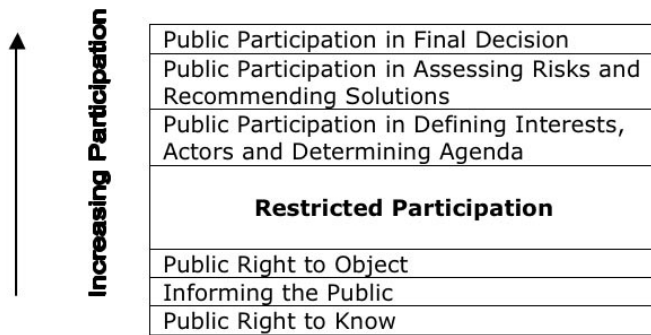 Increasing Participation
Public Participation in Final Decision
Public Participation in Assessing Risks and
Recommending Solutions
Public Participation in Defining Interests,
Actors and Determining Agenda
Restricted Participation
Public Right to Object
Informing the Public
Public Right to Know